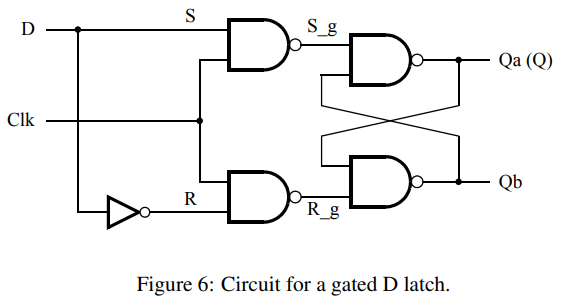 S
D
S_g
Qa (Q)
Clk
R
R_g
Qb
Figure 6: Circuit for a gated D latch.